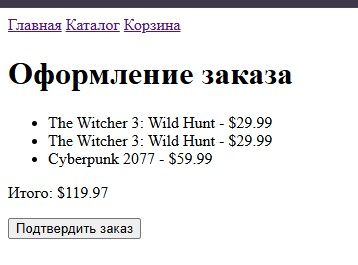 Главная Каталог Корзина
Оформление заказа
The Witcher 3: Wild Hunt - $29.99
The Witcher 3: Wild Hunt - $29.99
Cyberpunk 2077 - $59.99
Итого: $119.97
Подтвердить заказ